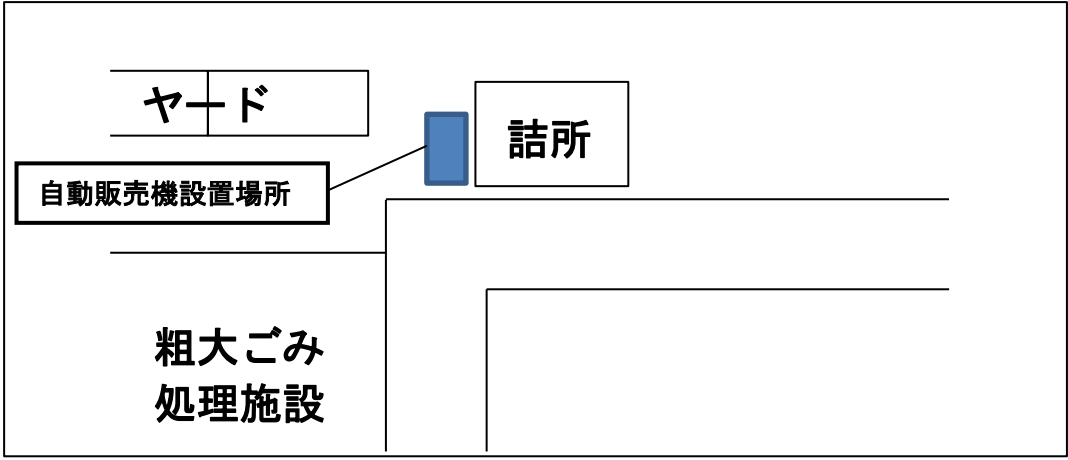 ヤード
詰所
自動販売機設置場所
粗大ごみ
処理施設